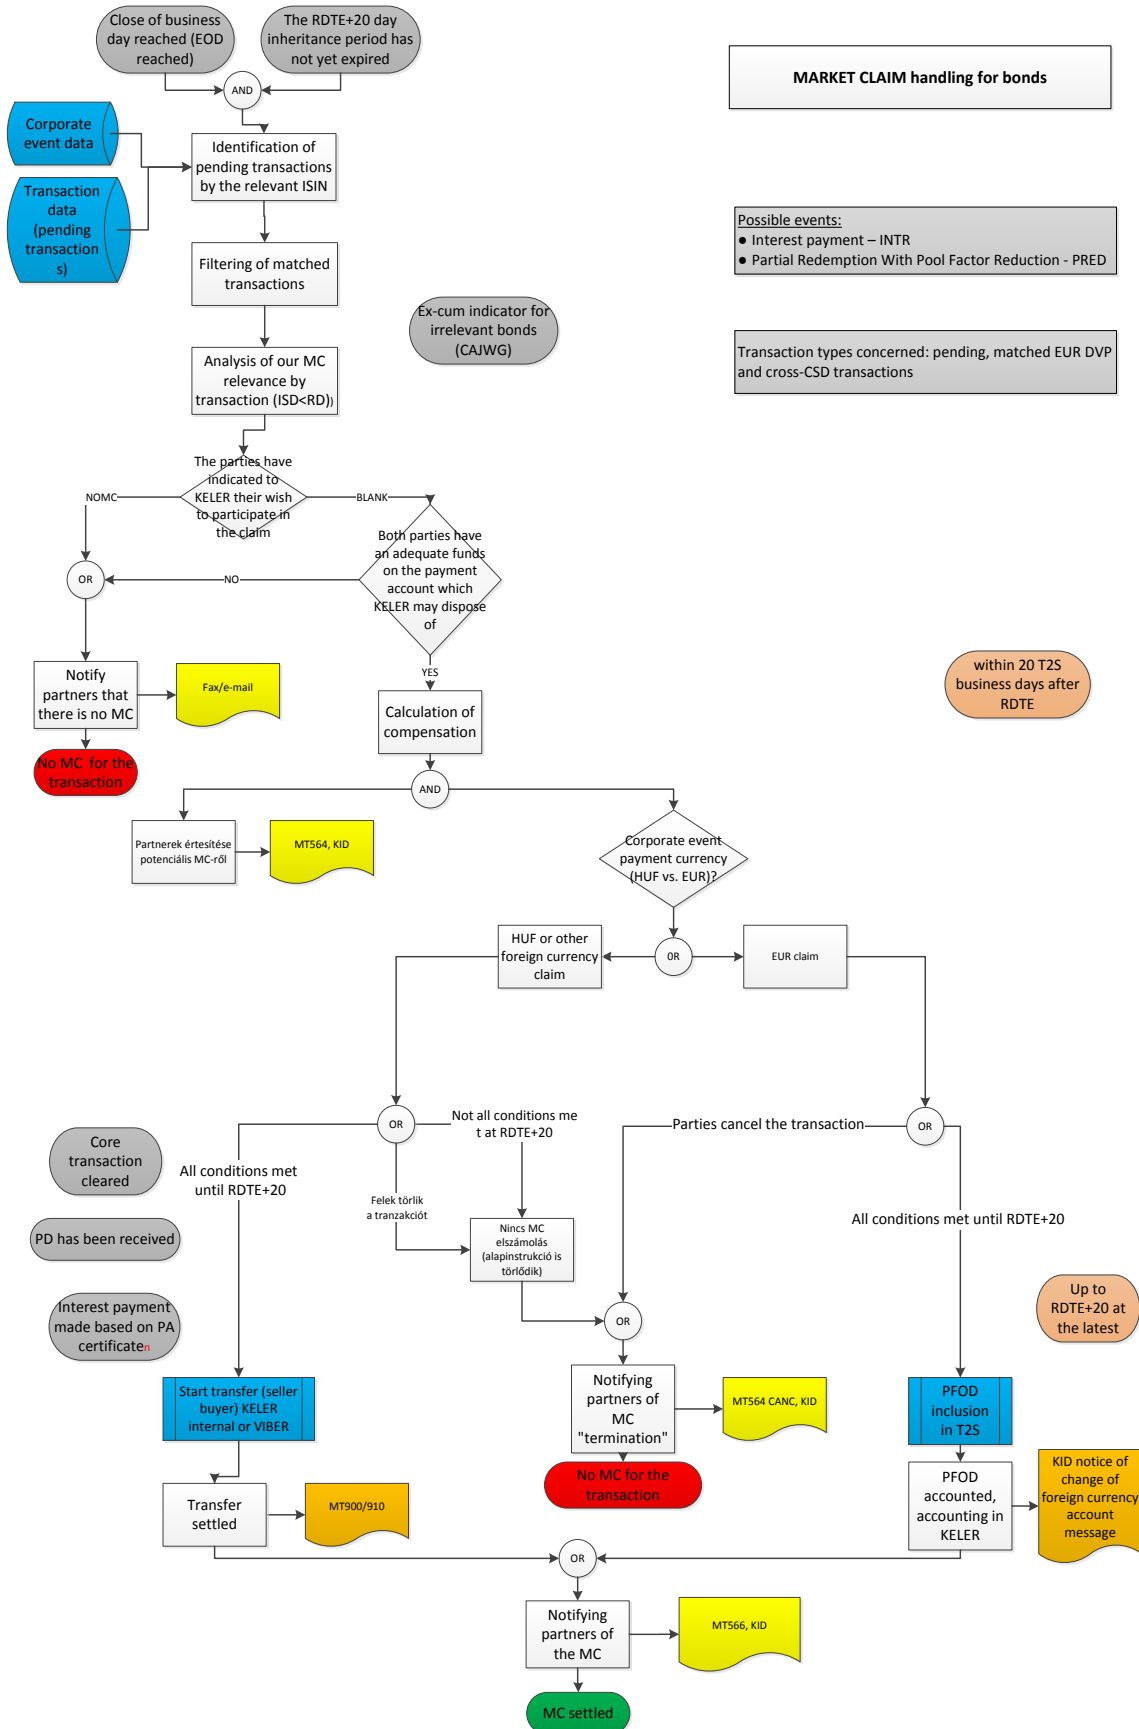 Close of business
day reached (EOD
reached)
The RDTE+20 day
inheritance period has
not yet expired
AND
MARKET CLAIM handling for bonds
Corporate
event data
Identification of
pending transactions
by the relevant ISIN
Transaction
data
(pending
transaction
s)
Possible events:
● Interest payment – INTR
● Partial Redemption With Pool Factor Reduction - PRED
Filtering of matched
transactions
Ex-cum indicator for
irrelevant bonds
(CAJWG)
Transaction types concerned: pending, matched EUR DVP
and cross-CSD transactions
Analysis of our MC
relevance by
transaction (ISD<RD))
The parties have
indicated to
KELER their wish
to participate in
the claim
NOMC
BLANK
Both parties have
an adequate funds
on the payment
account which
KELER may dispose
of
OR
NO
YES
Notify
partners that
there is no MC
Fax/e-mail
within 20 T2S
business days after
RDTE
Calculation of
compensation
No MC  for the
transaction
AND
Partnerek értesítése
potenciális MC-ről
MT564, KID
Corporate event
payment currency
(HUF vs. EUR)?
HUF or other
foreign currency
claim
OR
EUR claim
OR
Not all conditions me
t at RDTE+20
Parties cancel the transaction
OR
Core
transaction
cleared
All conditions met
until RDTE+20
Felek törlik
a tranzakciót
PD has been received
Nincs MC
elszámolás
(alapinstrukció is
törlődik)
All conditions met until RDTE+20
Interest payment
made based on PA
certificaten
OR
Up to
RDTE+20 at
the latest
Start transfer (seller
buyer) KELER
internal or VIBER
Notifying
partners of
MC
"termination"
MT564 CANC, KID
PFOD
inclusion
in T2S
No MC for the
transaction
Transfer
settled
MT900/910
PFOD
accounted,
accounting in
KELER
KID notice of
change of
foreign currency
account
message
OR
Notifying
partners of
the MC
MT566, KID
MC settled